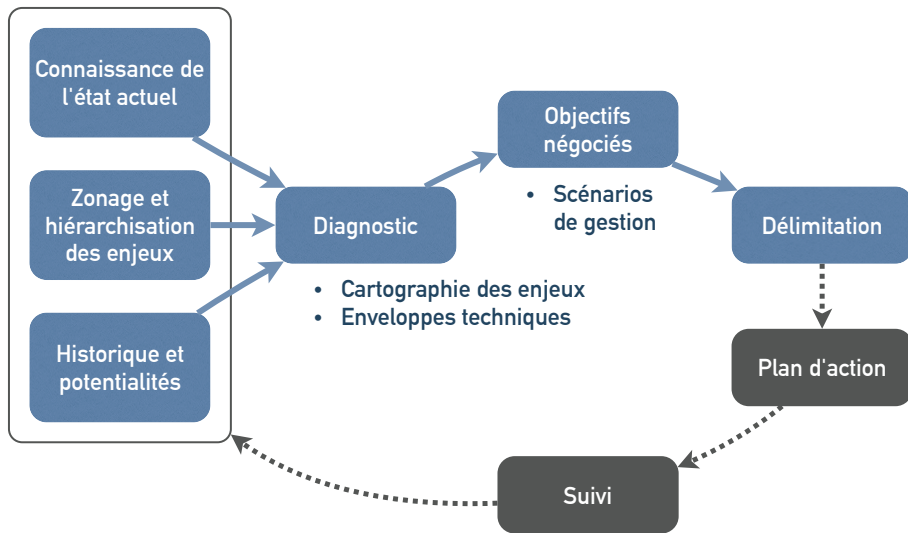 Connaissance de
l'état actuel
Zonage et
hiérarchisation
des enjeux
Historique et
potentialités
Diagnostic
• Cartographie des enjeux
• Enveloppes techniques
Objectifs
négociés
• Scénarios
de gestion
Délimitation
Plan d'action
Suivi